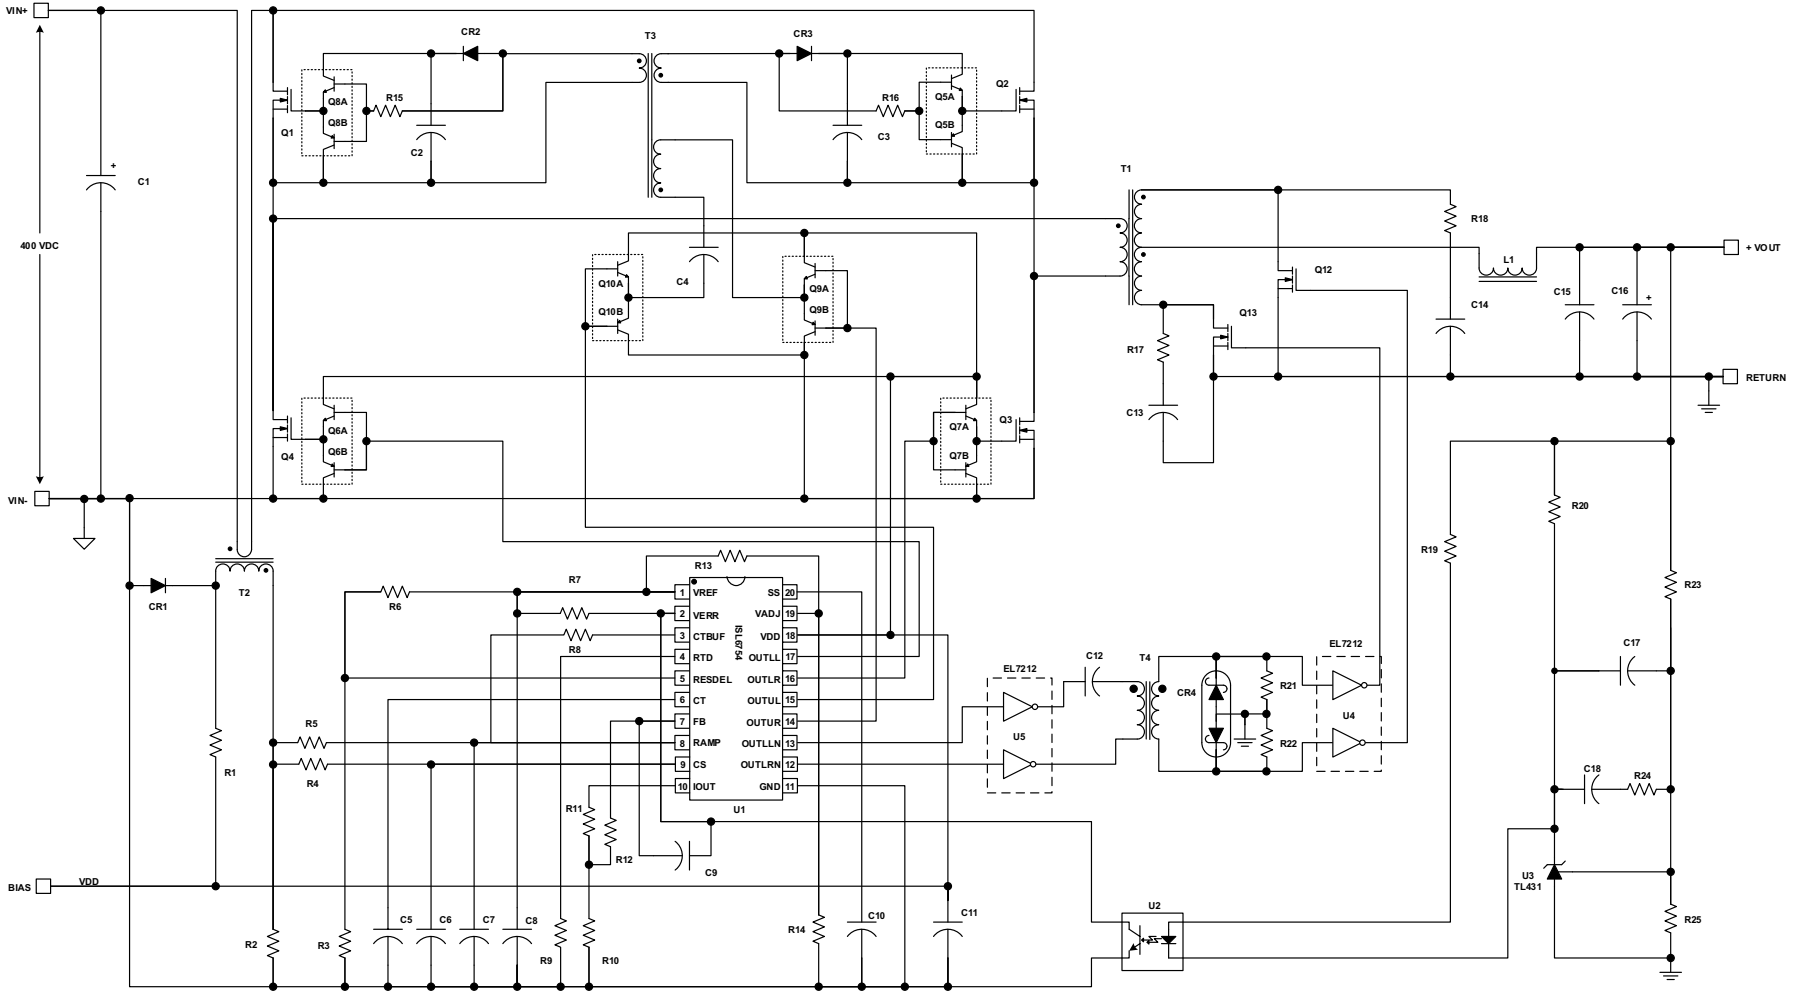 VIN+
400 VDC
VIN-
BIAS
VDD
+
C1
CR2
T3
CR3
Q1
Q8A
Q8B
R15
C2
R16
C3
Q5A
Q5B
Q2
T1
R18
+ VOUT
L1
Q12
Q13
C14
C15
C16
+
R17
C13
RETURN
Q10A
Q10B
C4
Q9A
Q9B
Q4
Q6A
Q6B
Q7A
Q7B
Q3
CR1
T2
R1
R2
R3
R4
R5
R6
R7
R8
R13
1 VREF
2 VERR
3 CTBUF
4 RTD
5 RESDEL
6 CT
7 FB
8 RAMP
9 CS
10 IOUT
ISL6754
SS 20
VADJ 19
VDD 18
OUTLL 17
OUTLR 16
OUTUL 15
OUTUR 14
OUTLLN 13
OUTLRN 12
GND 11
U1
R11
R12
C9
C5
C6
C7
C8
R9
R10
R14
C10
C11
EL7212
U5
C12
T4
CR4
R21
R22
EL7212
U4
R19
R20
R23
C17
C18
R24
U3
TL431
R25
U2